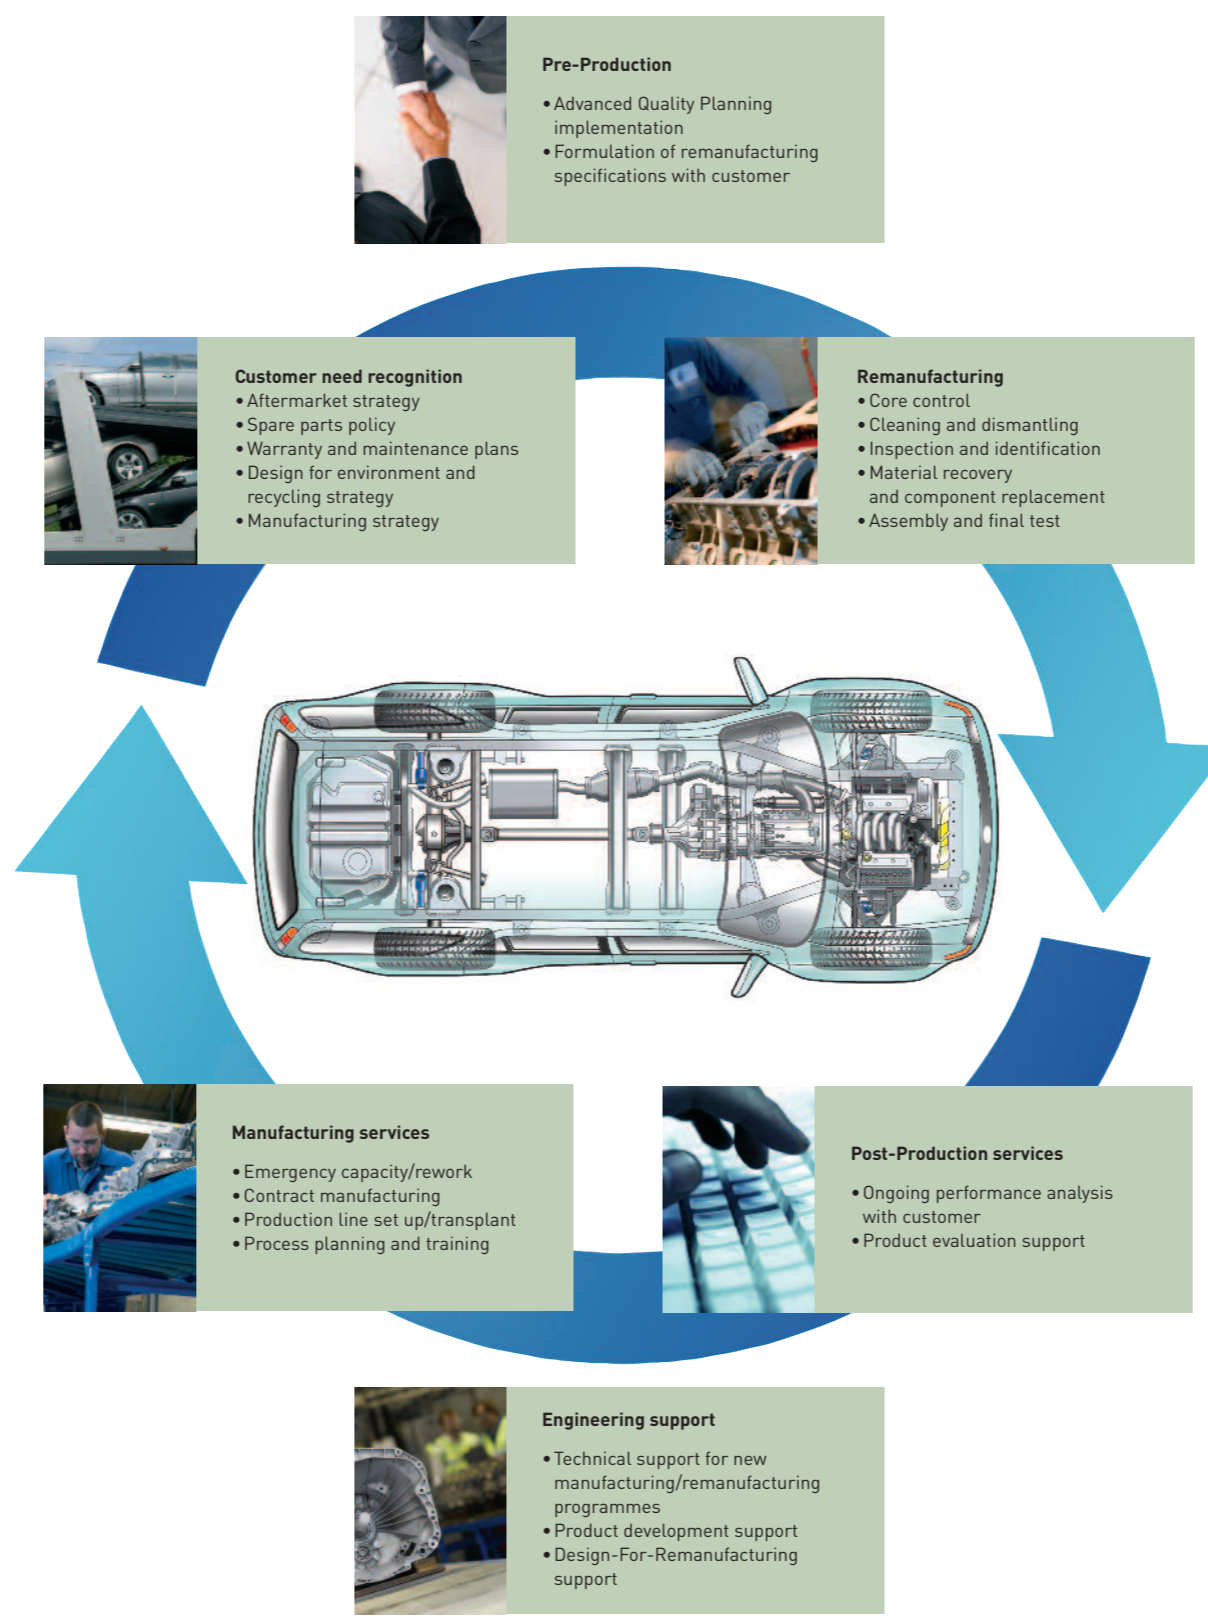 Pre-Production
• Advanced Quality Planning
implementation
• Formulation of remanufacturing
specifications with customer
Customer need recognition
• Aftermarket strategy
• Spare parts policy
• Warranty and maintenance plans
• Design for environment and
recycling strategy
• Manufacturing strategy
Remanufacturing
• Core control
• Cleaning and dismantling
• Inspection and identification
• Material recovery
and component replacement
• Assembly and final test
Manufacturing services
• Emergency capacity/rework
• Contract manufacturing
• Production line set up/transplant
• Process planning and training
Post-Production services
• Ongoing performance analysis
with customer
• Product evaluation support
Engineering support
• Technical support for new
manufacturing/remanufacturing
programmes
• Product development support
• Design-For-Remanufacturing
support